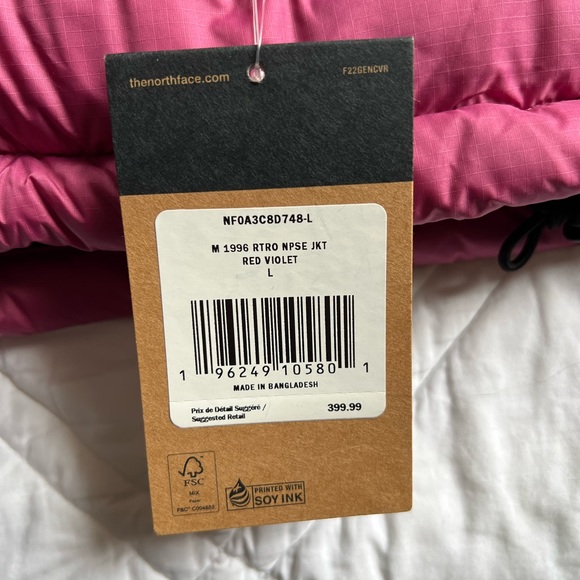 thenorthface.com
F22GENCVR
NF0A3C8D748-L
M 1996 RTRO NPSE JKT
RED VIOLET
L
1 96249 10580 1
MADE IN BANGLADESH
Prix de Détail Suggéré /
Suggested Retail
399.99
FSC
MIX
Paper
PRINTED WITH
SOY INK